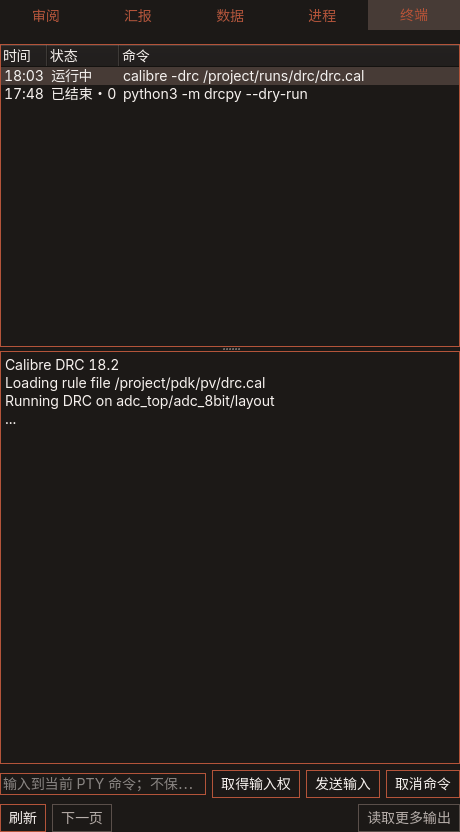 审阅 汇报 数据 进程 终端
时间 状态 命令
18:03 运行中 calibre -drc /project/runs/drc/drc.cal
17:48 已结束・0 python3 -m drcpy --dry-run
Calibre DRC 18.2
Loading rule file /project/pdk/pv/drc.cal
Running DRC on adc_top/adc_8bit/layout
...
输入到当前 PTY 命令；不保... 取得输入权 发送输入 取消命令
刷新 下一页 读取更多输出